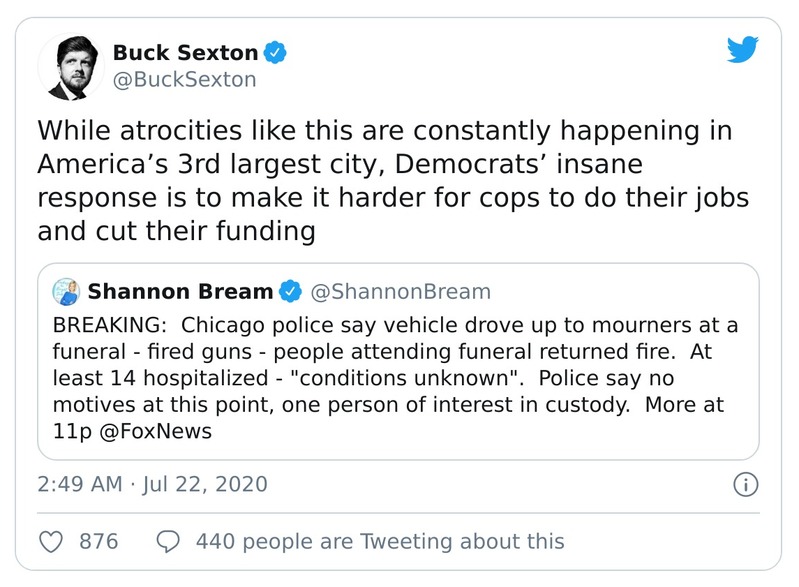 Buck Sexton
@BuckSexton
While atrocities like this are constantly happening in
America’s 3rd largest city, Democrats’ insane
response is to make it harder for cops to do their jobs
and cut their funding
Shannon Bream @ShannonBream
BREAKING:  Chicago police say vehicle drove up to mourners at a
funeral - fired guns - people attending funeral returned fire.  At
least 14 hospitalized - "conditions unknown".  Police say no
motives at this point, one person of interest in custody.  More at
11p @FoxNews
2:49 AM · Jul 22, 2020
876 440 people are Tweeting about this